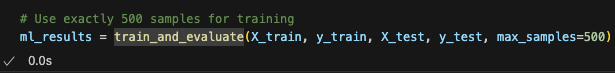 # Use exactly 500 samples for training
ml_results = train_and_evaluate(X_train, y_train, X_test, y_test, max_samples=500)
✓ 0.0s